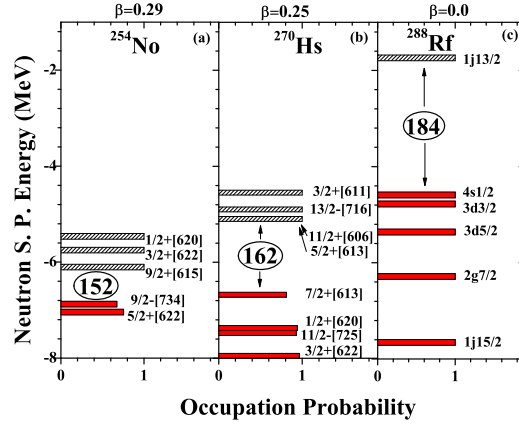 β=0.29
β=0.25
β=0.0
254No
(a)
270Hs
(b)
288Rf
(c)
Neutron S. P. Energy (MeV)
-2
-4
-6
-8
1/2+[620]
3/2+[622]
9/2+[615]
152
9/2-[734]
5/2+[622]
3/2+[611]
13/2-[716]
11/2+[606]
5/2+[613]
162
7/2+[613]
1/2+[620]
11/2-[725]
3/2+[622]
1j13/2
184
4s1/2
3d3/2
3d5/2
2g7/2
1j15/2
0
1
0
1
0
1
Occupation Probability